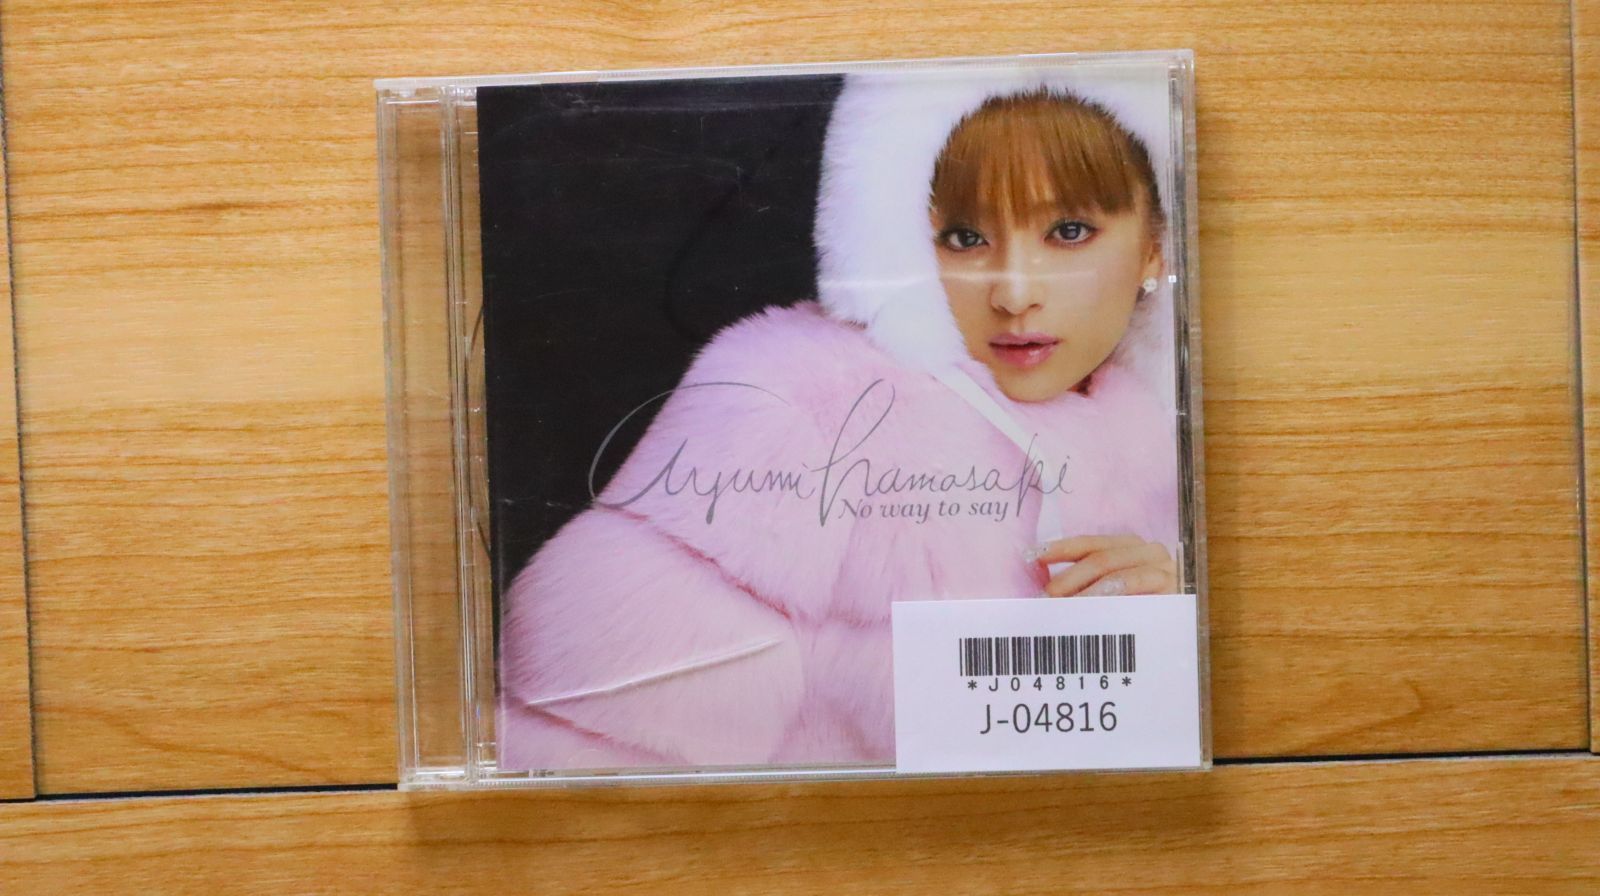 Ayumi hamasaki
No way to say
*J04816*
J-04816